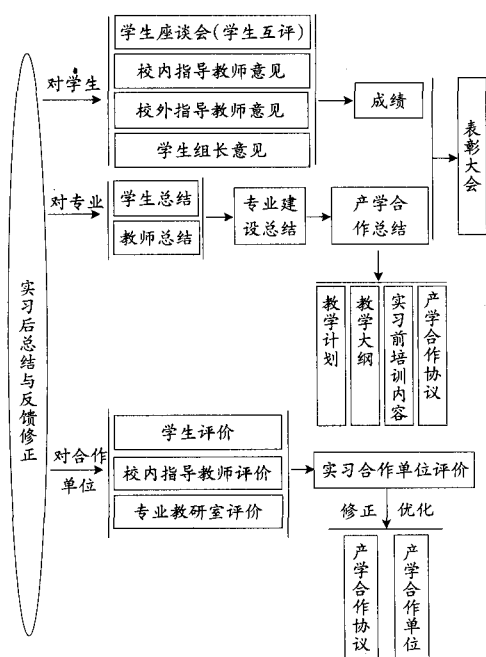 实习后总结与反馈修正
对学生
学生座谈会(学生互评)
校内指导教师意见
校外指导教师意见
学生组长意见
成绩
表彰大会
对专业
学生总结
教师总结
专业建
设总结
产学合
作总结
教学计划
教学大纲
实习前培训内容
产学合作协议
对合作
单位
学生评价
校内指导教师评价
专业教研室评价
实习合作单位评价
修正
优化
产学合作协议
产学合作单位